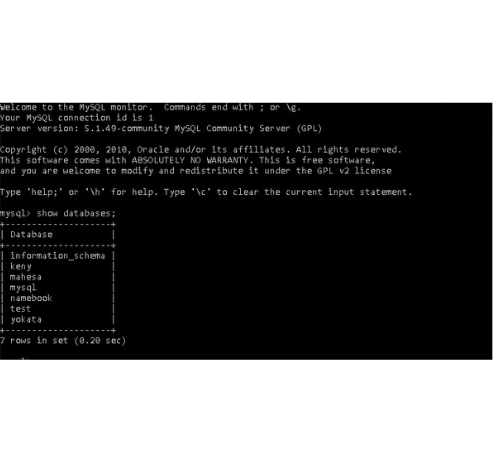 Welcome to the MySQL monitor.  Commands end with ; or \g.
Your MySQL connection id is 1
Server version: 5.1.49-community MySQL Community Server (GPL)

Copyright (c) 2000, 2010, Oracle and/or its affiliates. All rights reserved.
This software comes with ABSOLUTELY NO WARRANTY. This is free software,
and you are welcome to modify and redistribute it under the GPL v2 license

Type 'help;' or '\h' for help. Type '\c' to clear the current input statement.

mysql> show databases;
+--------------------+
| Database           |
+--------------------+
| information_schema |
| keny               |
| mahesa             |
| mysql              |
| namebook           |
| test               |
| yokata             |
+--------------------+
7 rows in set (0.20 sec)